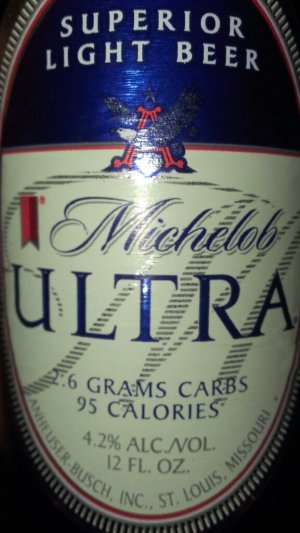 SUPERIOR
LIGHT BEER
Michelob
ULTRA
2.6 GRAMS CARBS
95 CALORIES
4.2% ALC./VOL.
12 FL. OZ.
ANHEUSER-BUSCH, INC., ST. LOUIS, MISSOURI